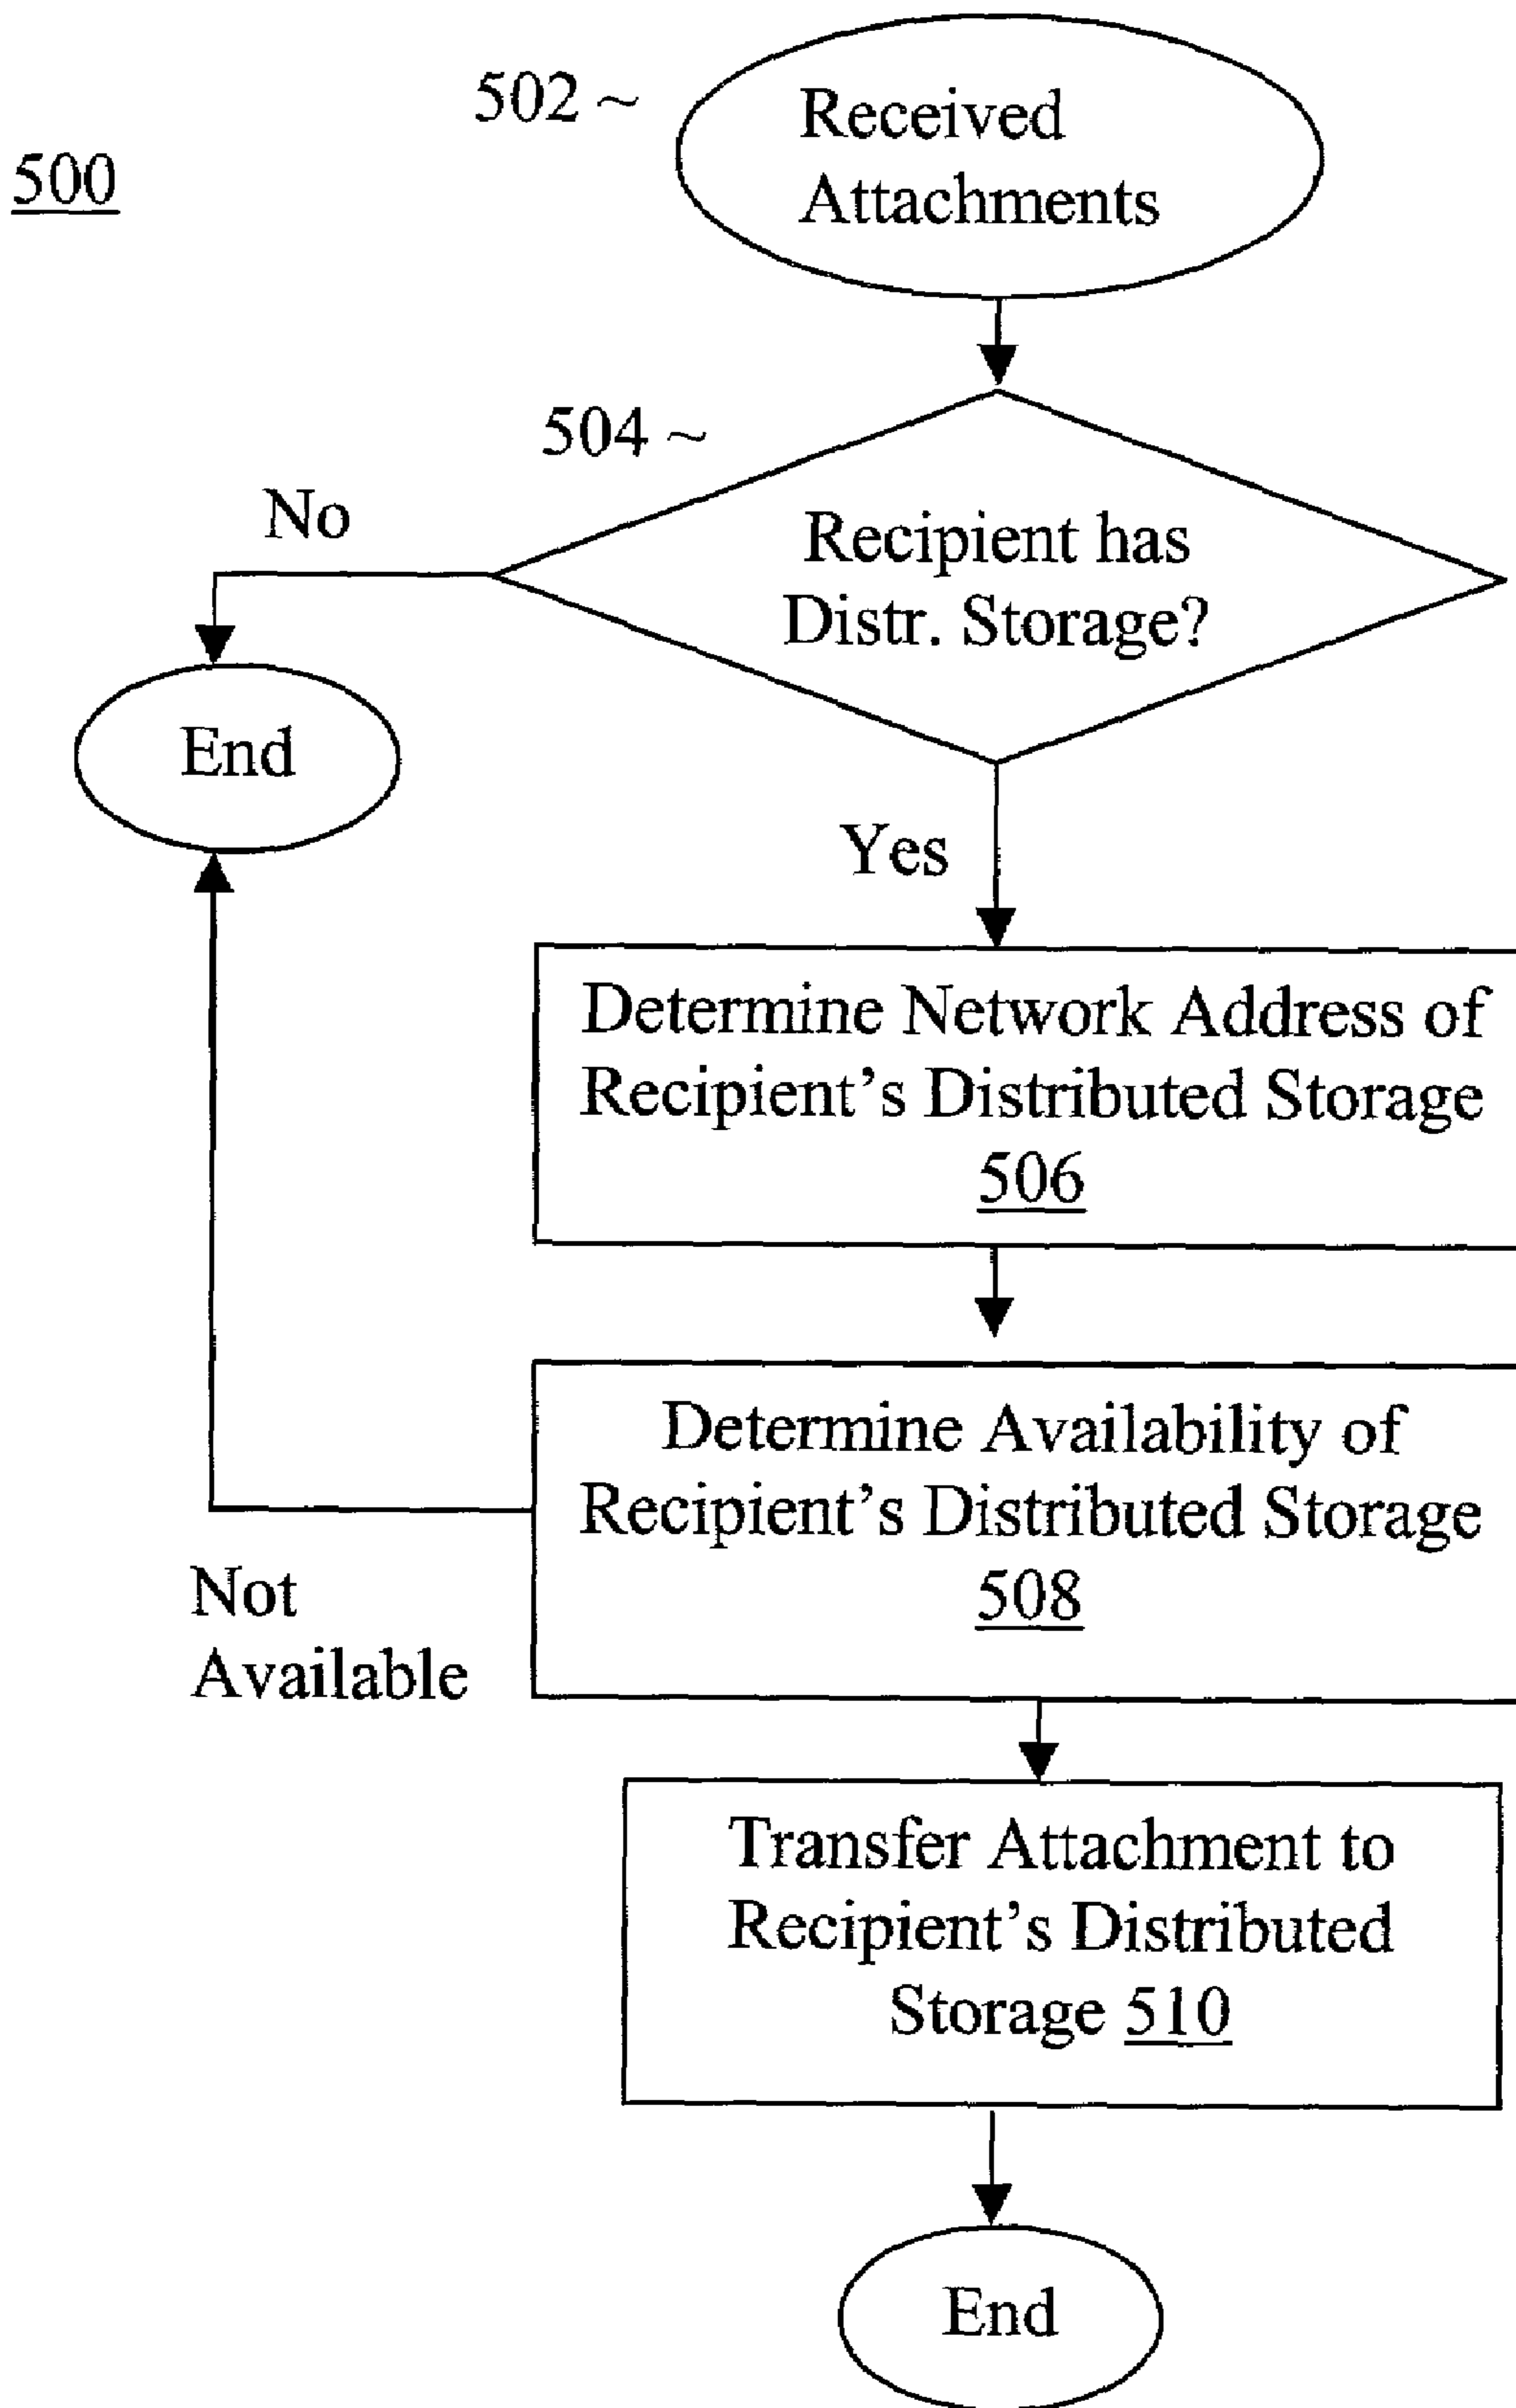 502 ~
Received
Attachments
500
504 ~
No
Recipient has
Distr. Storage?
End
Yes
Determine Network Address of
Recipient's Distributed Storage
506
Determine Availability of
Recipient's Distributed Storage
508
Not
Available
Transfer Attachment to
Recipient's Distributed
Storage 510
End